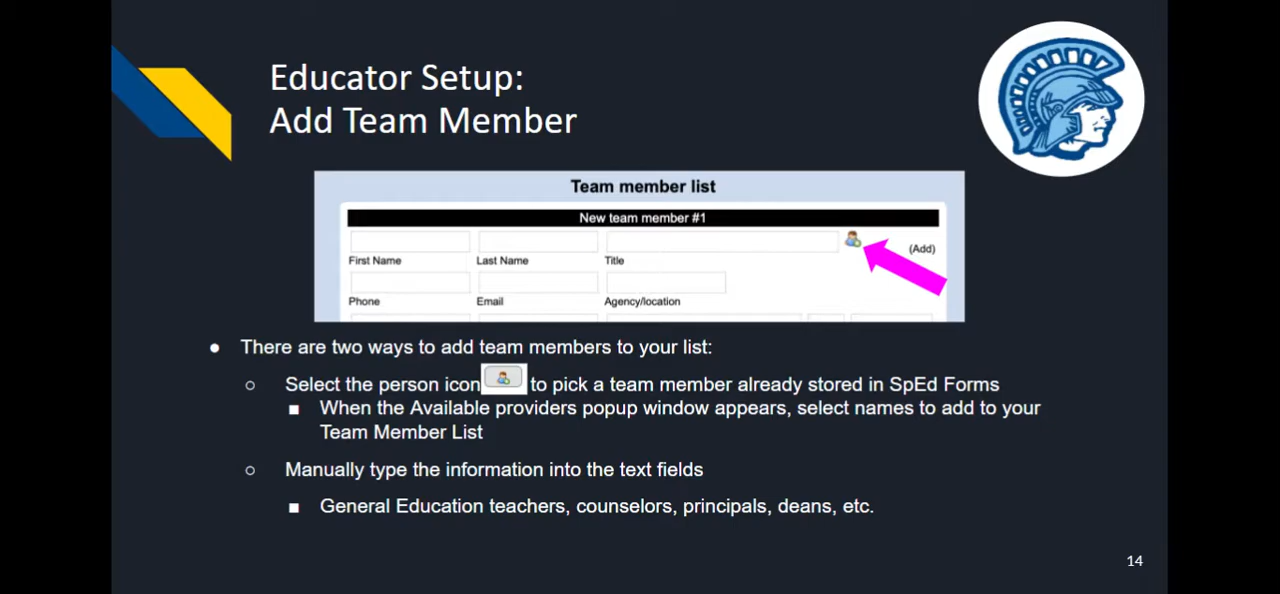 Educator Setup:
Add Team Member
Team member list
New team member #1
(Add)
First Name Last Name Title
Phone Email Agency/location
● There are two ways to add team members to your list:
○ Select the person icon to pick a team member already stored in SpEd Forms
■ When the Available providers popup window appears, select names to add to your
Team Member List
○ Manually type the information into the text fields
■ General Education teachers, counselors, principals, deans, etc.
14